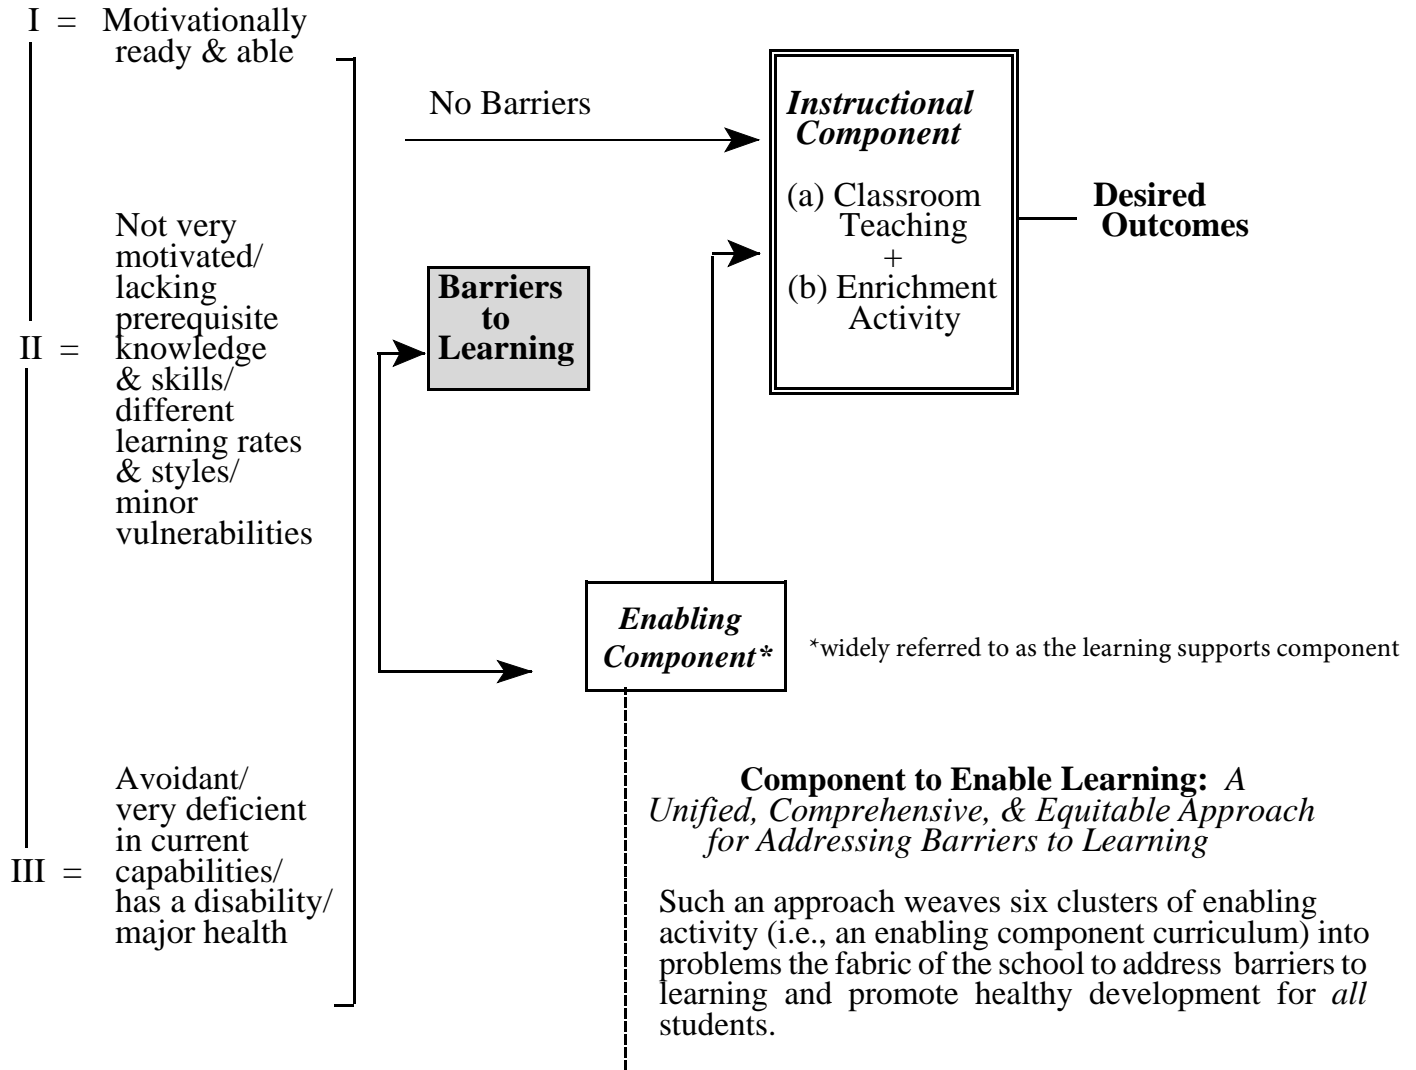 I = Motivationally
ready & able
No Barriers
Instructional
Component
(a) Classroom
Teaching
+
(b) Enrichment
Activity
Desired
Outcomes
Not very
motivated/
lacking
prerequisite
II = knowledge
& skills/
different
learning rates
& styles/
minor
vulnerabilities
Barriers
to
Learning
Enabling
Component*
*widely referred to as the learning supports component
Avoidant/
very deficient
in current
III = capabilities/
has a disability/
major health
Component to Enable Learning: A
Unified, Comprehensive, & Equitable Approach
for Addressing Barriers to Learning
Such an approach weaves six clusters of enabling
activity (i.e., an enabling component curriculum) into
problems the fabric of the school to address barriers to
learning and promote healthy development for all
students.